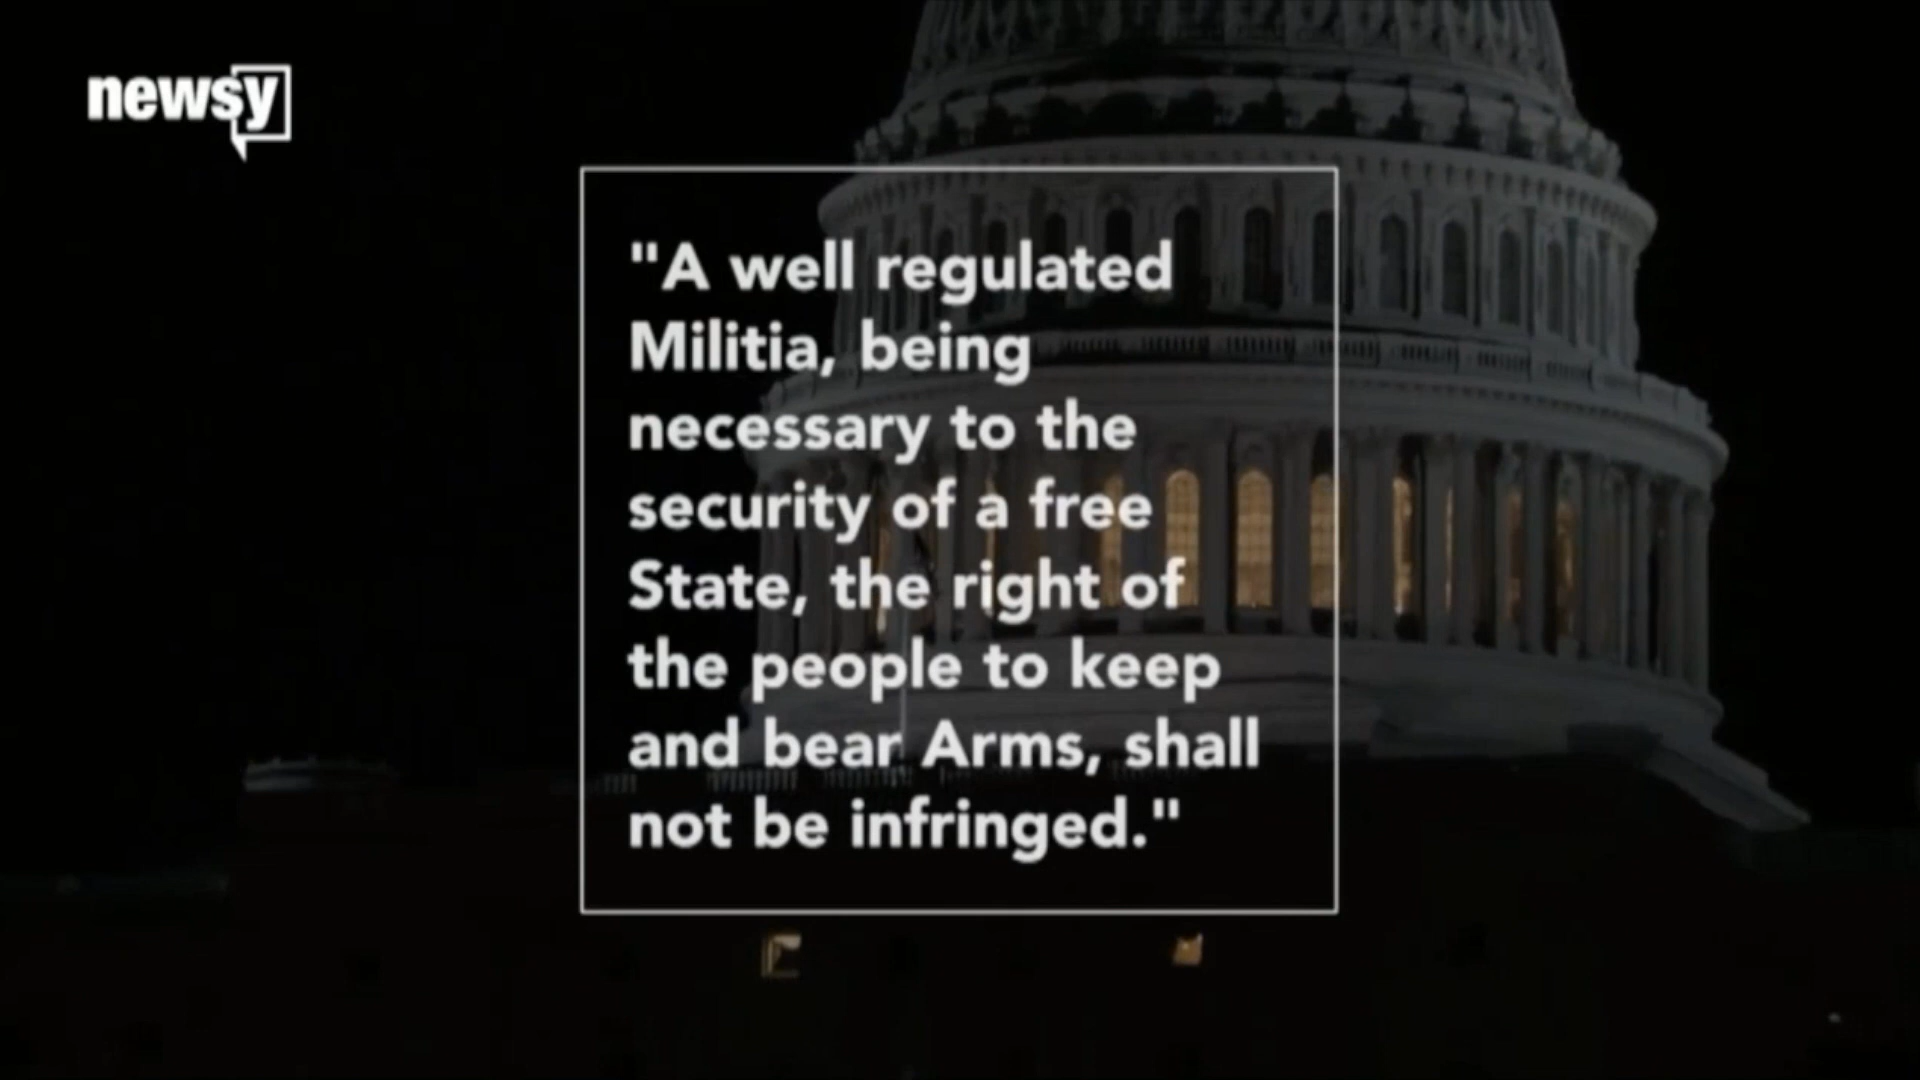 newsy
"A well regulated
Militia, being
necessary to the
security of a free
State, the right of
the people to keep
and bear Arms, shall
not be infringed."